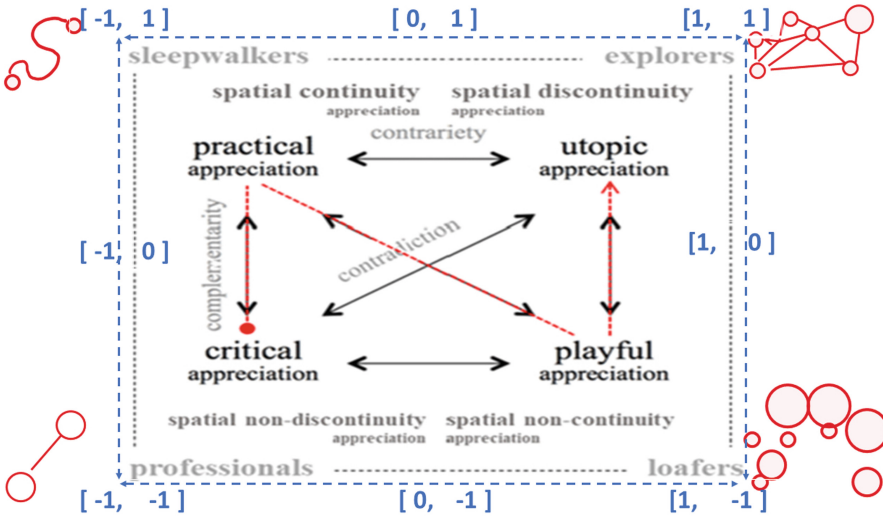 [ -1, 1 ] [ 0, 1 ] [1, 1 ]
sleepwalkers explorers
spatial continuity spatial discontinuity
appreciation appreciation
contrariety
practical utopic
appreciation appreciation
complementarity
contradiction
[ -1, 0 ] [1, 0 ]
critical playful
appreciation appreciation
spatial non-discontinuity spatial non-continuity
appreciation appreciation
professionals loafers
[ -1, -1 ] [ 0, -1 ] [1, -1 ]